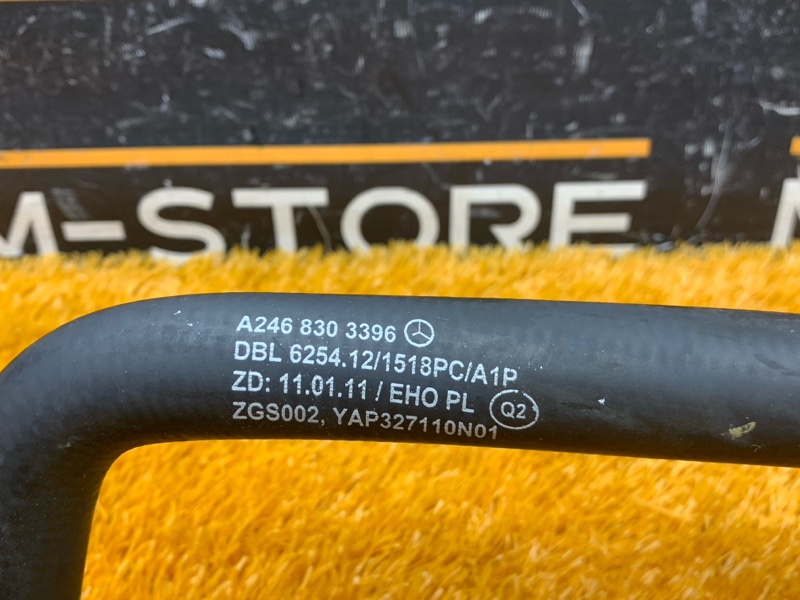 M-STORE
A246 830 3396
DBL 6254.12/1518PC/A1P
ZD: 11.01.11 / EHO PL Q2
ZGS002, YAP327110N01